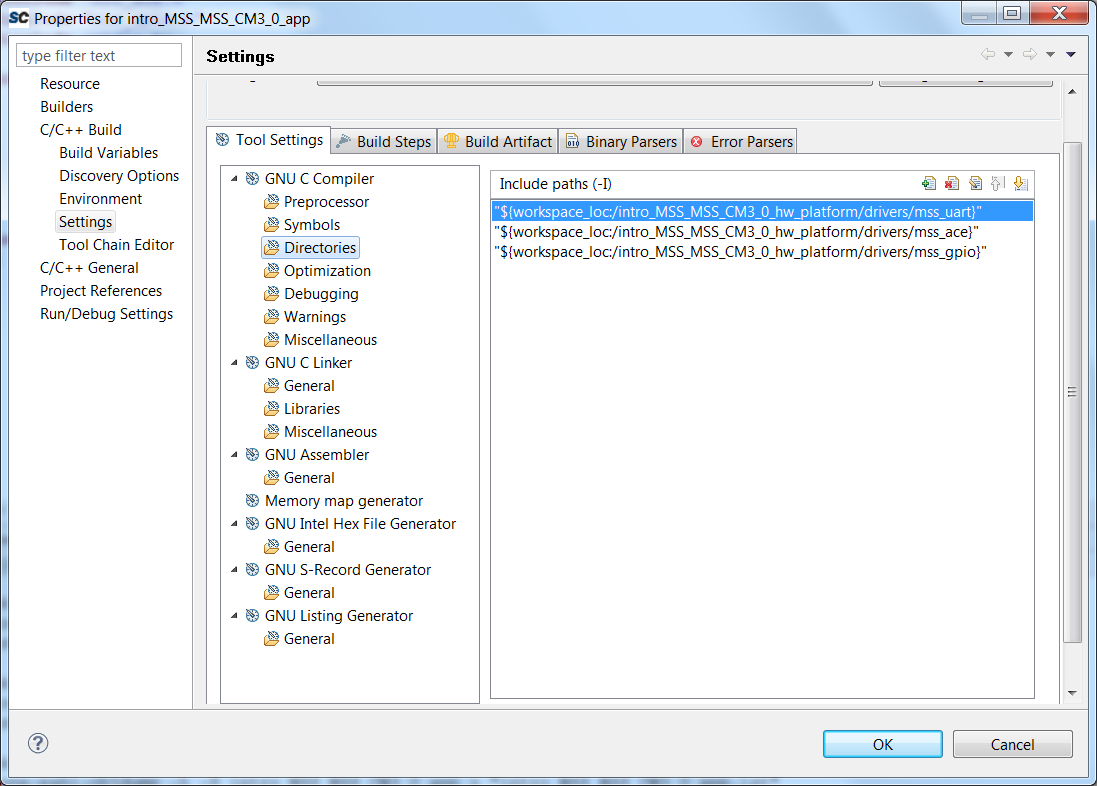 SC Properties for intro_MSS_MSS_CM3_0_app
type filter text
Resource
Builders
C/C++ Build
Build Variables
Discovery Options
Environment
Settings
Tool Chain Editor
C/C++ General
Project References
Run/Debug Settings
Settings
Tool Settings
Build Steps
Build Artifact
Binary Parsers
Error Parsers
GNU C Compiler
Preprocessor
Symbols
Directories
Optimization
Debugging
Warnings
Miscellaneous
GNU C Linker
General
Libraries
Miscellaneous
GNU Assembler
General
Memory map generator
GNU Intel Hex File Generator
General
GNU S-Record Generator
General
GNU Listing Generator
General
Include paths (-I)
"${workspace_loc:/intro_MSS_MSS_CM3_0_hw_platform/drivers/mss_uart}"
"${workspace_loc:/intro_MSS_MSS_CM3_0_hw_platform/drivers/mss_ace}"
"${workspace_loc:/intro_MSS_MSS_CM3_0_hw_platform/drivers/mss_gpio}"
OK
Cancel